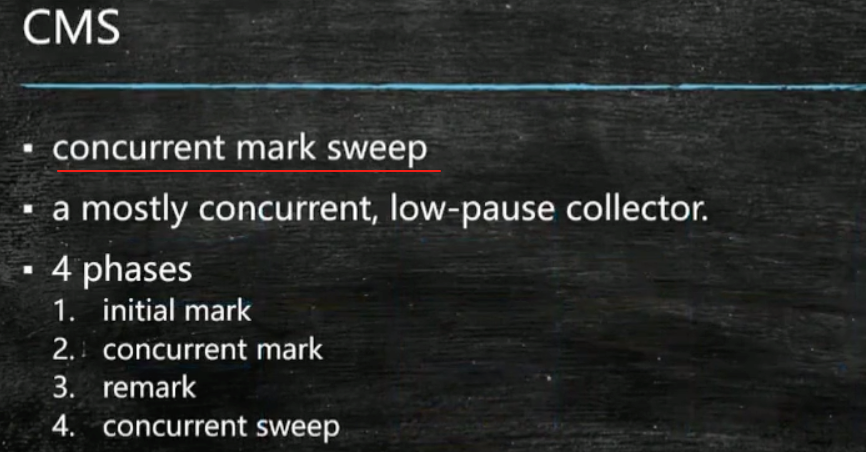 CMS
▪ concurrent mark sweep
▪ a mostly concurrent, low-pause collector.
▪ 4 phases
1. initial mark
2. concurrent mark
3. remark
4. concurrent sweep